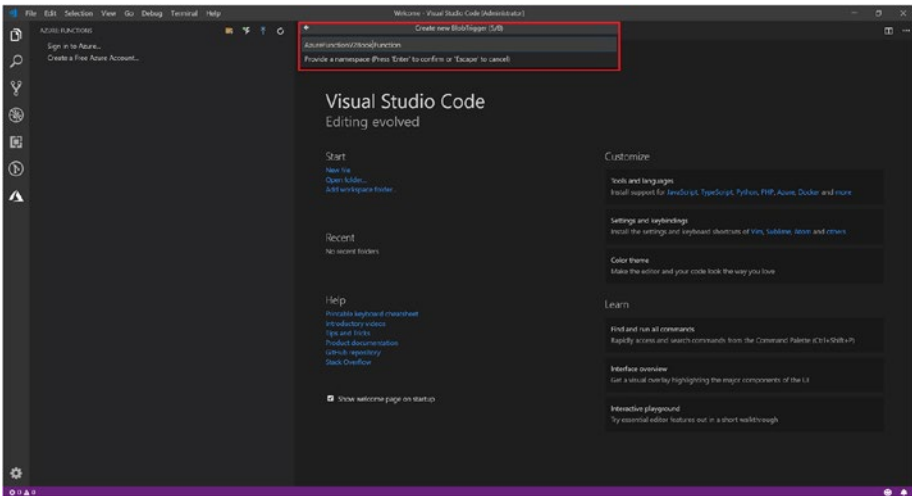 File Edit Selection View Go Debug Terminal Help
Welcome - Visual Studio Code [Administrator]
AZURE FUNCTIONS
Sign in to Azure...
Create a Free Azure Account...
Create new BlobTrigger (5/8)
Provide a namespace (Press 'Enter' to confirm or 'Escape' to cancel)
Visual Studio Code
Editing evolved
Start
New file
Open folder...
Add workspace folder...
Recent
No recent folders
Help
Printable keyboard cheatsheet
Introductory videos
Tips and Tricks
Product documentation
GitHub repository
Stack Overflow
Show welcome page on startup
Customize
Tools and languages
Install support for JavaScript, TypeScript, Python, PHP, Azure, Docker and more
Settings and keybindings
Install the settings and keyboard shortcuts of Vim, Sublime, Atom and others
Color theme
Make the editor and your code look the way you love
Learn
Find and run all commands
Rapidly access and search commands from the Command Palette (Ctrl+Shift+P)
Interface overview
Get a visual overlay highlighting the major components of the UI
Interactive playground
Try essential editor features out in a short walkthrough
0 0